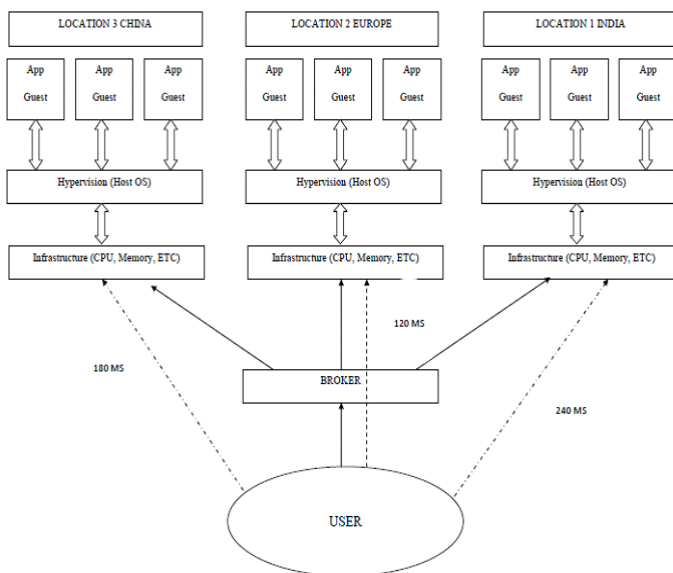 LOCATION 3 CHINA
LOCATION 2 EUROPE
LOCATION 1 INDIA
App
Guest
App
Guest
App
Guest
App
Guest
App
Guest
App
Guest
App
Guest
App
Guest
App
Guest
Hypervision (Host OS)
Hypervision (Host OS)
Hypervision (Host OS)
Infrastructure (CPU, Memory, ETC)
Infrastructure (CPU, Memory, ETC)
Infrastructure (CPU, Memory, ETC)
120 MS
180 MS
BROKER
240 MS
USER